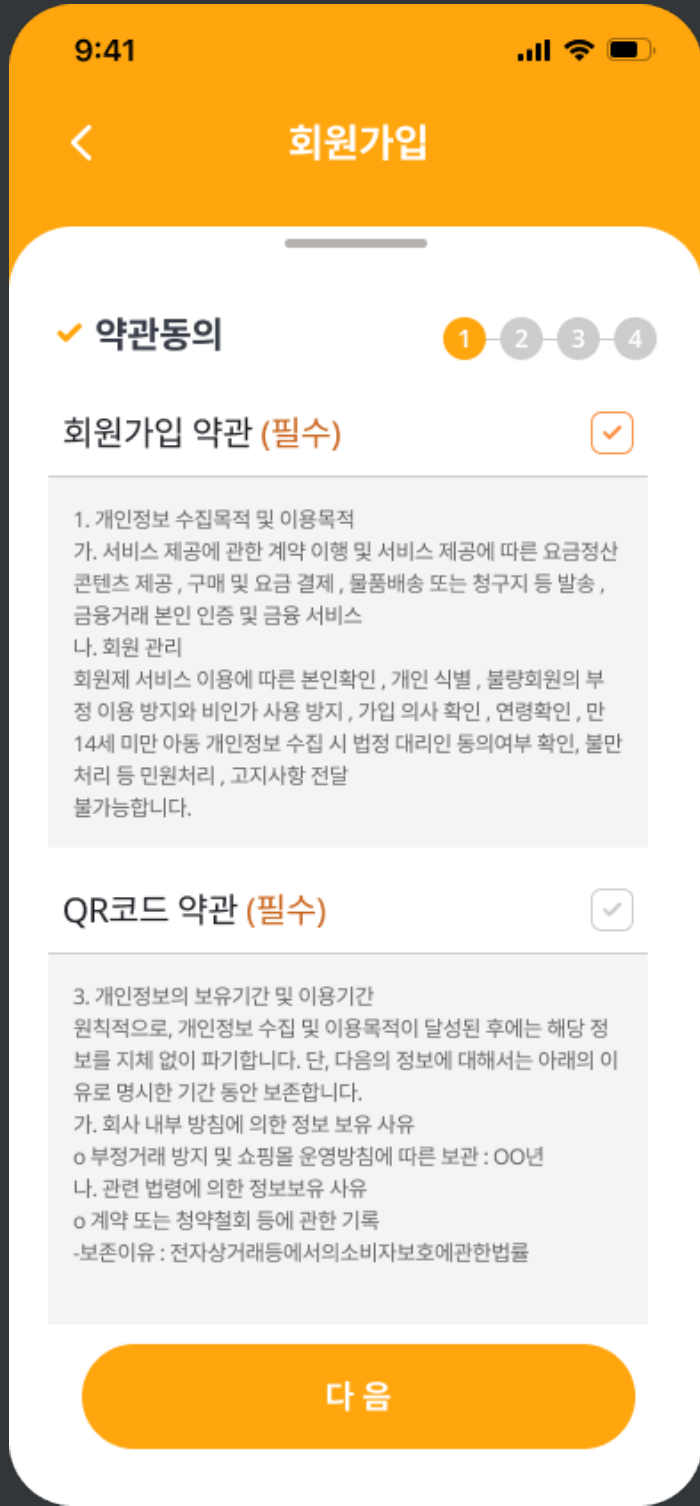 9:41
회원가입
약관동의
1 2 3 4
회원가입 약관 (필수)
1. 개인정보 수집목적 및 이용목적
가. 서비스 제공에 관한 계약 이행 및 서비스 제공에 따른 요금정산
콘텐츠 제공 , 구매 및 요금 결제 , 물품배송 또는 청구지 등 발송 ,
금융거래 본인 인증 및 금융 서비스
나. 회원 관리
회원제 서비스 이용에 따른 본인확인 , 개인 식별 , 불량회원의 부
정 이용 방지와 비인가 사용 방지 , 가입 의사 확인 , 연령확인 , 만
14세 미만 아동 개인정보 수집 시 법정 대리인 동의여부 확인, 불만
처리 등 민원처리 , 고지사항 전달
불가능합니다.
QR코드 약관 (필수)
3. 개인정보의 보유기간 및 이용기간
원칙적으로, 개인정보 수집 및 이용목적이 달성된 후에는 해당 정
보를 지체 없이 파기합니다. 단, 다음의 정보에 대해서는 아래의 이
유로 명시한 기간 동안 보존합니다.
가. 회사 내부 방침에 의한 정보 보유 사유
o 부정거래 방지 및 쇼핑몰 운영방침에 따른 보관 : OO년
나. 관련 법령에 의한 정보보유 사유
o 계약 또는 청약철회 등에 관한 기록
-보존이유 : 전자상거래등에서의소비자보호에관한법률
다 음